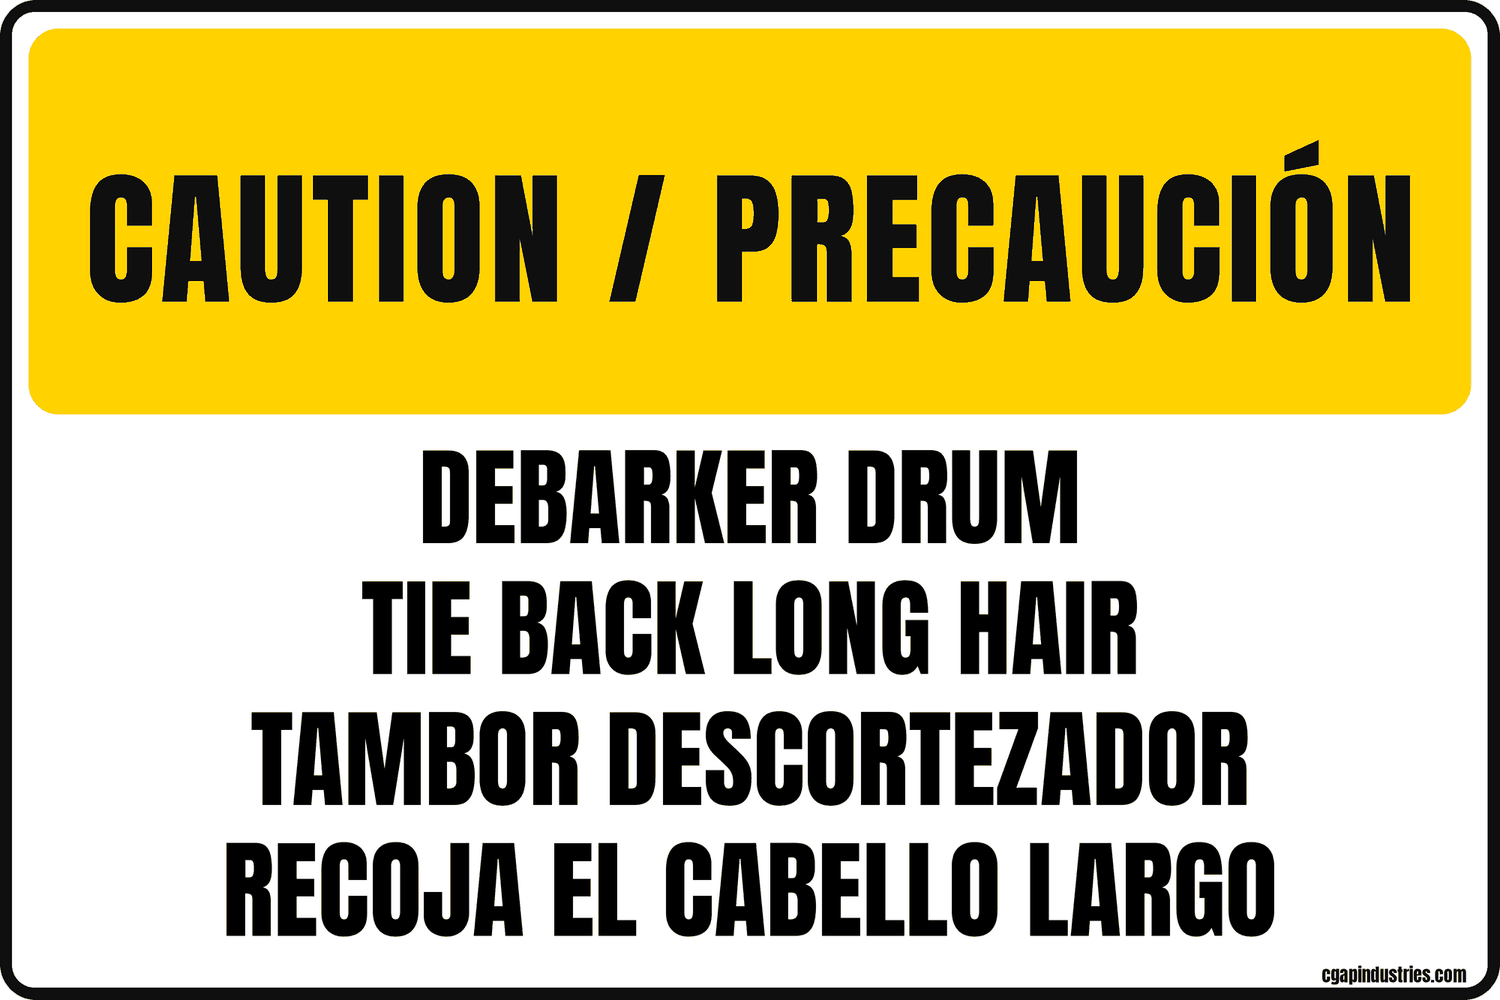 CAUTION / PRECAUCIÓN
DEBARKER DRUM
TIE BACK LONG HAIR
TAMBOR DESCORTEZADOR
RECOJA EL CABELLO LARGO
cgapindustries.com